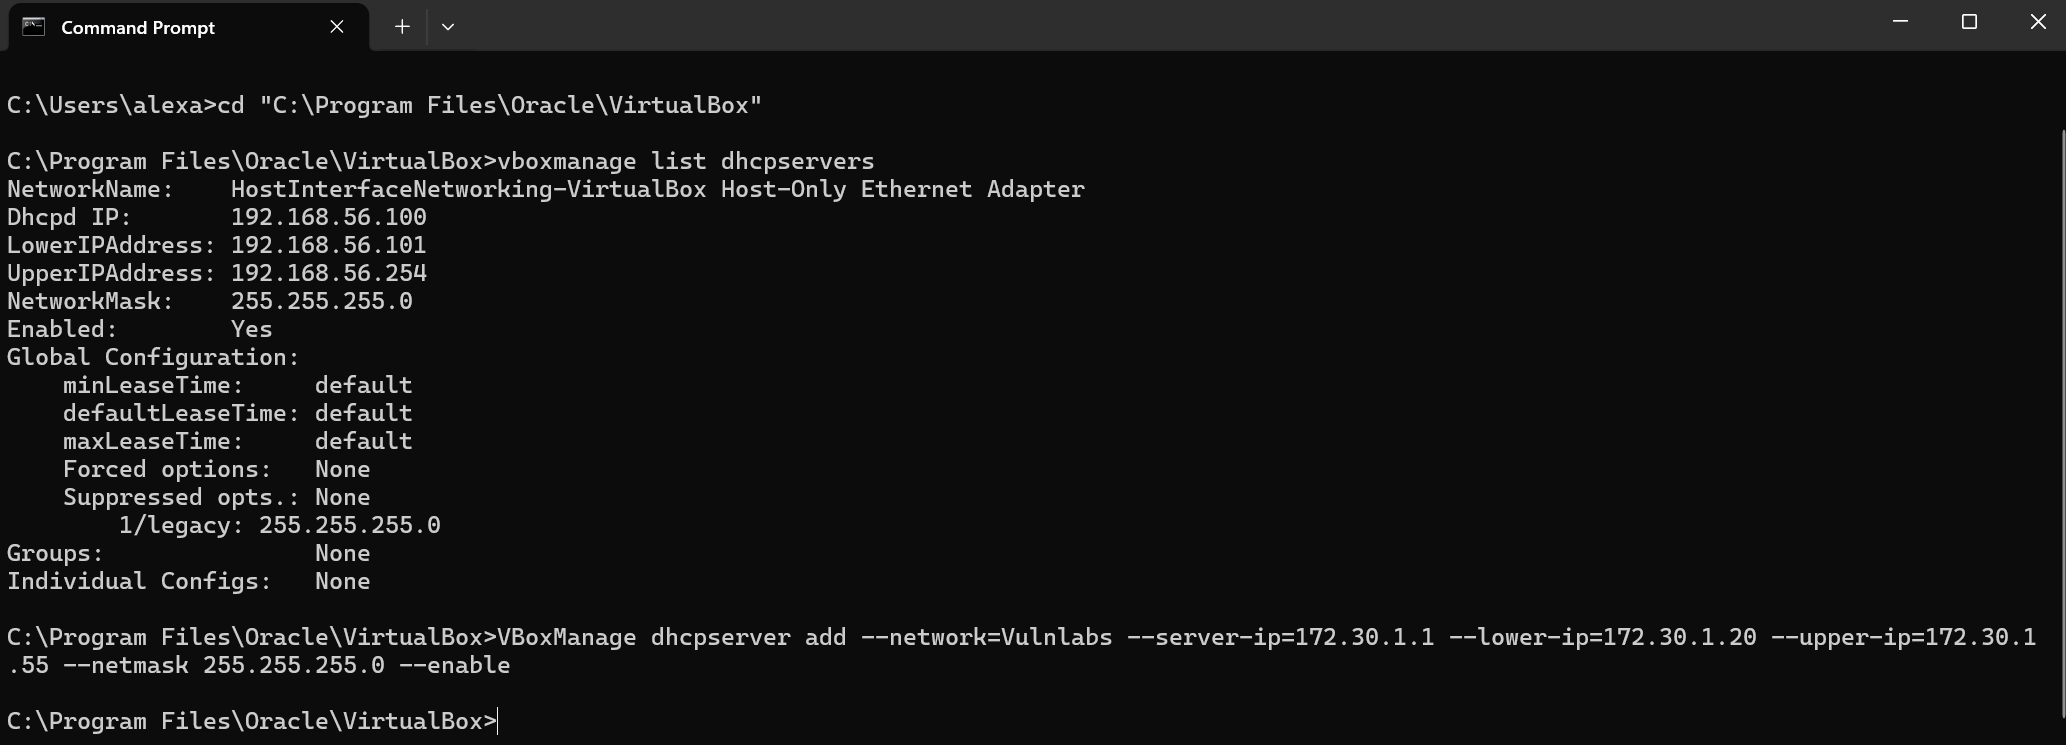 Command Prompt
C:\Users\alexa>cd "C:\Program Files\Oracle\VirtualBox"
C:\Program Files\Oracle\VirtualBox>vboxmanage list dhcpservers
NetworkName:    HostInterfaceNetworking-VirtualBox Host-Only Ethernet Adapter
Dhcpd IP:       192.168.56.100
LowerIPAddress: 192.168.56.101
UpperIPAddress: 192.168.56.254
NetworkMask:    255.255.255.0
Enabled:        Yes
Global Configuration:
    minLeaseTime:     default
    defaultLeaseTime: default
    maxLeaseTime:     default
    Forced options:   None
    Suppressed opts.: None
        1/legacy: 255.255.255.0
Groups:               None
Individual Configs:   None
C:\Program Files\Oracle\VirtualBox>VBoxManage dhcpserver add --network=Vulnlabs --server-ip=172.30.1.1 --lower-ip=172.30.1.20 --upper-ip=172.30.1
.55 --netmask 255.255.255.0 --enable
C:\Program Files\Oracle\VirtualBox>